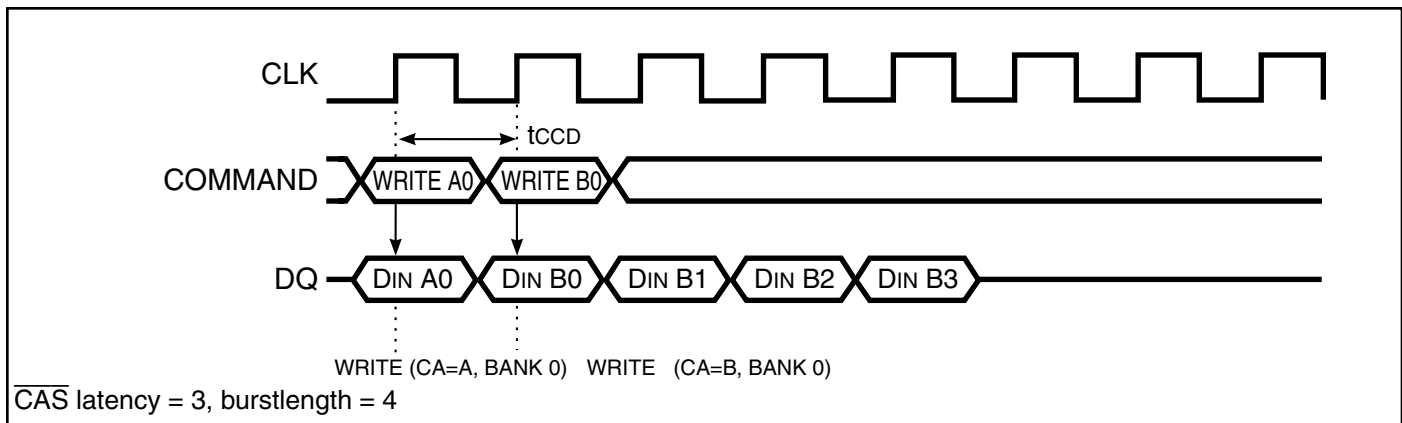 CLK
tCCD
COMMAND WRITE A0 WRITE B0
DQ DIN A0 DIN B0 DIN B1 DIN B2 DIN B3
WRITE (CA=A, BANK 0) WRITE (CA=B, BANK 0)
CAS latency = 3, burstlength = 4